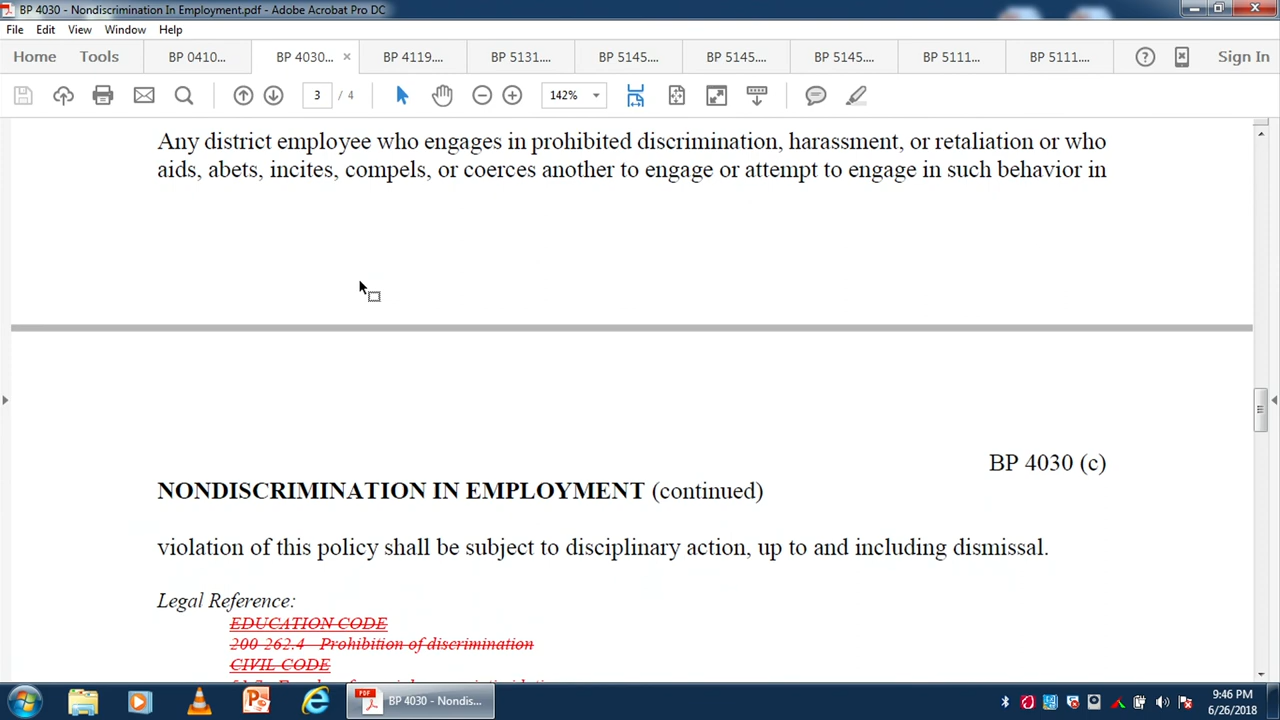 BP 4030 - Nondiscrimination In Employment.pdf - Adobe Acrobat Pro DC
File Edit View Window Help
Home Tools BP 0410... BP 4030... × BP 4119.... BP 5131.... BP 5145.... BP 5145.... BP 5145.... BP 5111... BP 5111.... Sign In
3 / 4 142%
Any district employee who engages in prohibited discrimination, harassment, or retaliation or who
aids, abets, incites, compels, or coerces another to engage or attempt to engage in such behavior in
BP 4030 (c)
NONDISCRIMINATION IN EMPLOYMENT (continued)
violation of this policy shall be subject to disciplinary action, up to and including dismissal.
Legal Reference:
EDUCATION CODE
200-262.4 Prohibition of discrimination
CIVIL CODE
BP 4030 - Nondis...
9:46 PM
6/26/2018